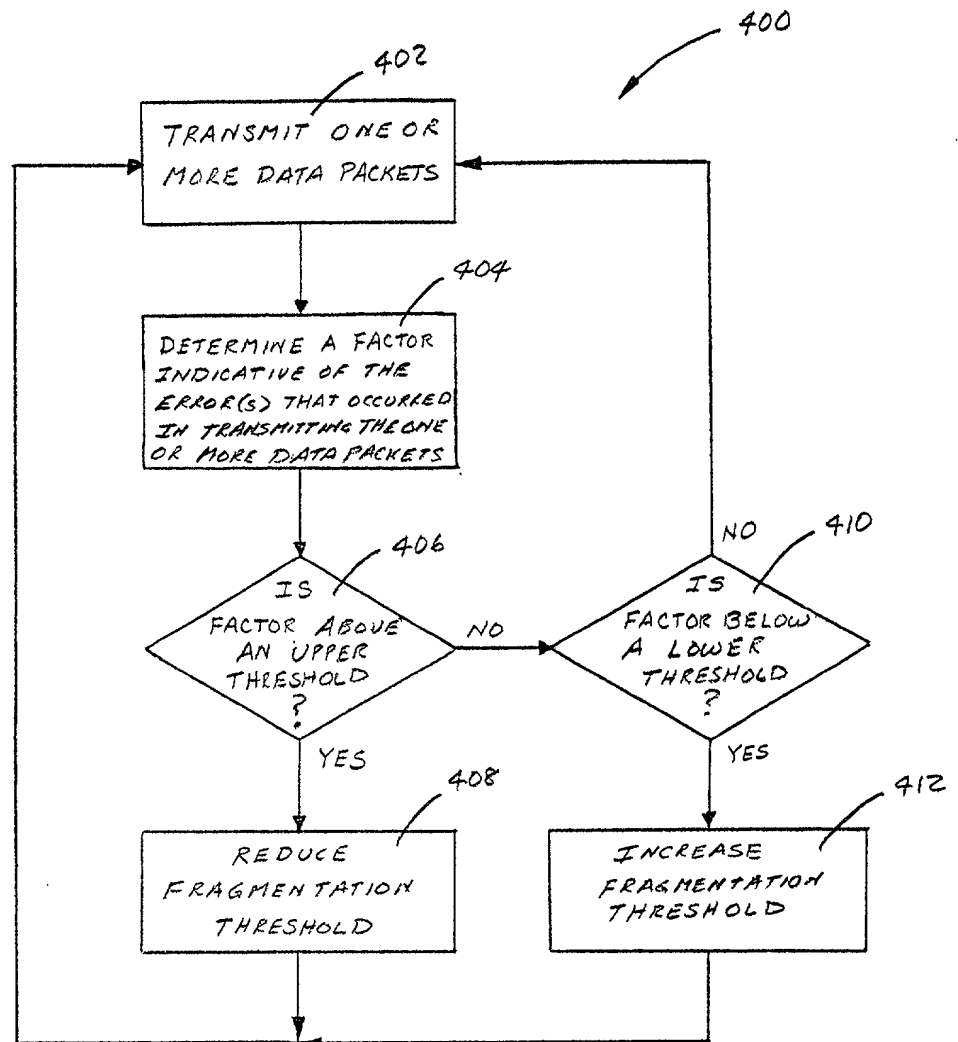 400
402
TRANSMIT ONE OR
MORE DATA PACKETS
404
DETERMINE A FACTOR
INDICATIVE OF THE
ERROR(S) THAT OCCURRED
IN TRANSMITTING THE ONE
OR MORE DATA PACKETS
406
IS
FACTOR ABOVE
AN UPPER
THRESHOLD
?
NO
YES
410
NO
IS
FACTOR BELOW
A LOWER
THRESHOLD
?
YES
408
REDUCE
FRAGMENTATION
THRESHOLD
412
INCREASE
FRAGMENTATION
THRESHOLD